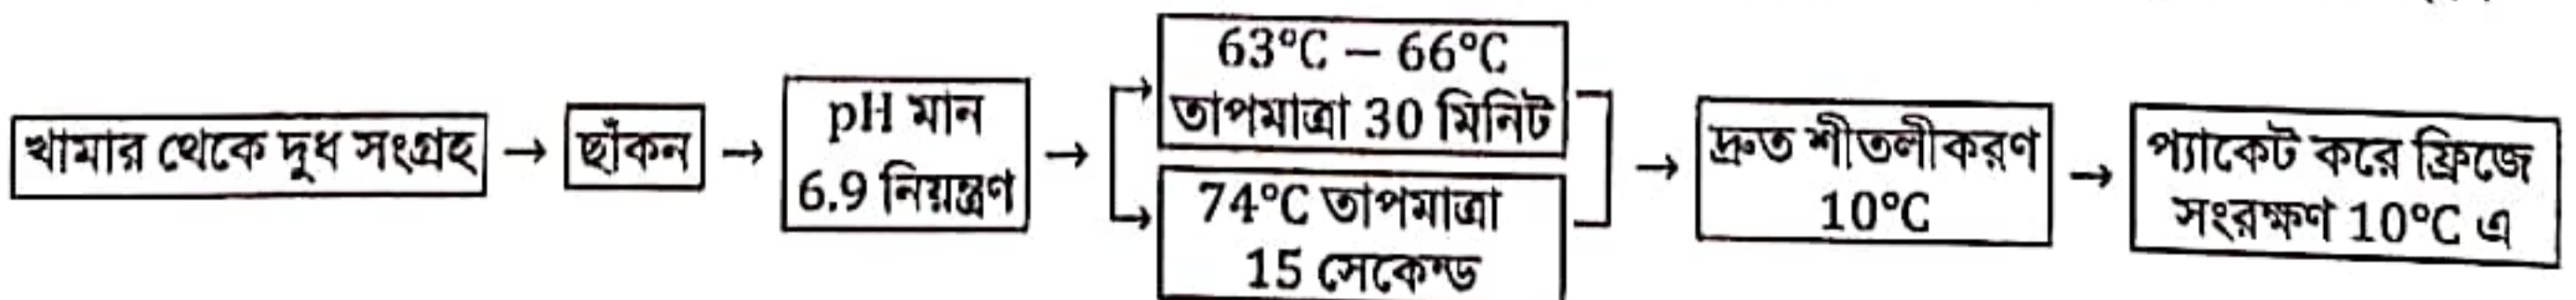 খামার থেকে দুধ সংগ্রহ → ছাঁকন →
pH মান
6.9 নিয়ন্ত্রণ →
63°C – 66°C
তাপমাত্রা 30 মিনিট
74°C তাপমাত্রা
15 সেকেন্ড
→ দ্রুত শীতলীকরণ
10°C
→ প্যাকেট করে ফ্রিজে
সংরক্ষণ 10°C এ